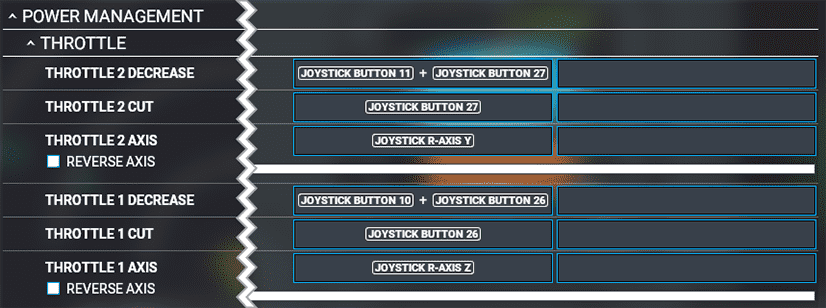 POWER MANAGEMENT
THROTTLE
THROTTLE 2 DECREASE JOYSTICK BUTTON 11 + JOYSTICK BUTTON 27
THROTTLE 2 CUT JOYSTICK BUTTON 27
THROTTLE 2 AXIS JOYSTICK R-AXIS Y
REVERSE AXIS
THROTTLE 1 DECREASE JOYSTICK BUTTON 10 + JOYSTICK BUTTON 26
THROTTLE 1 CUT JOYSTICK BUTTON 26
THROTTLE 1 AXIS JOYSTICK R-AXIS Z
REVERSE AXIS